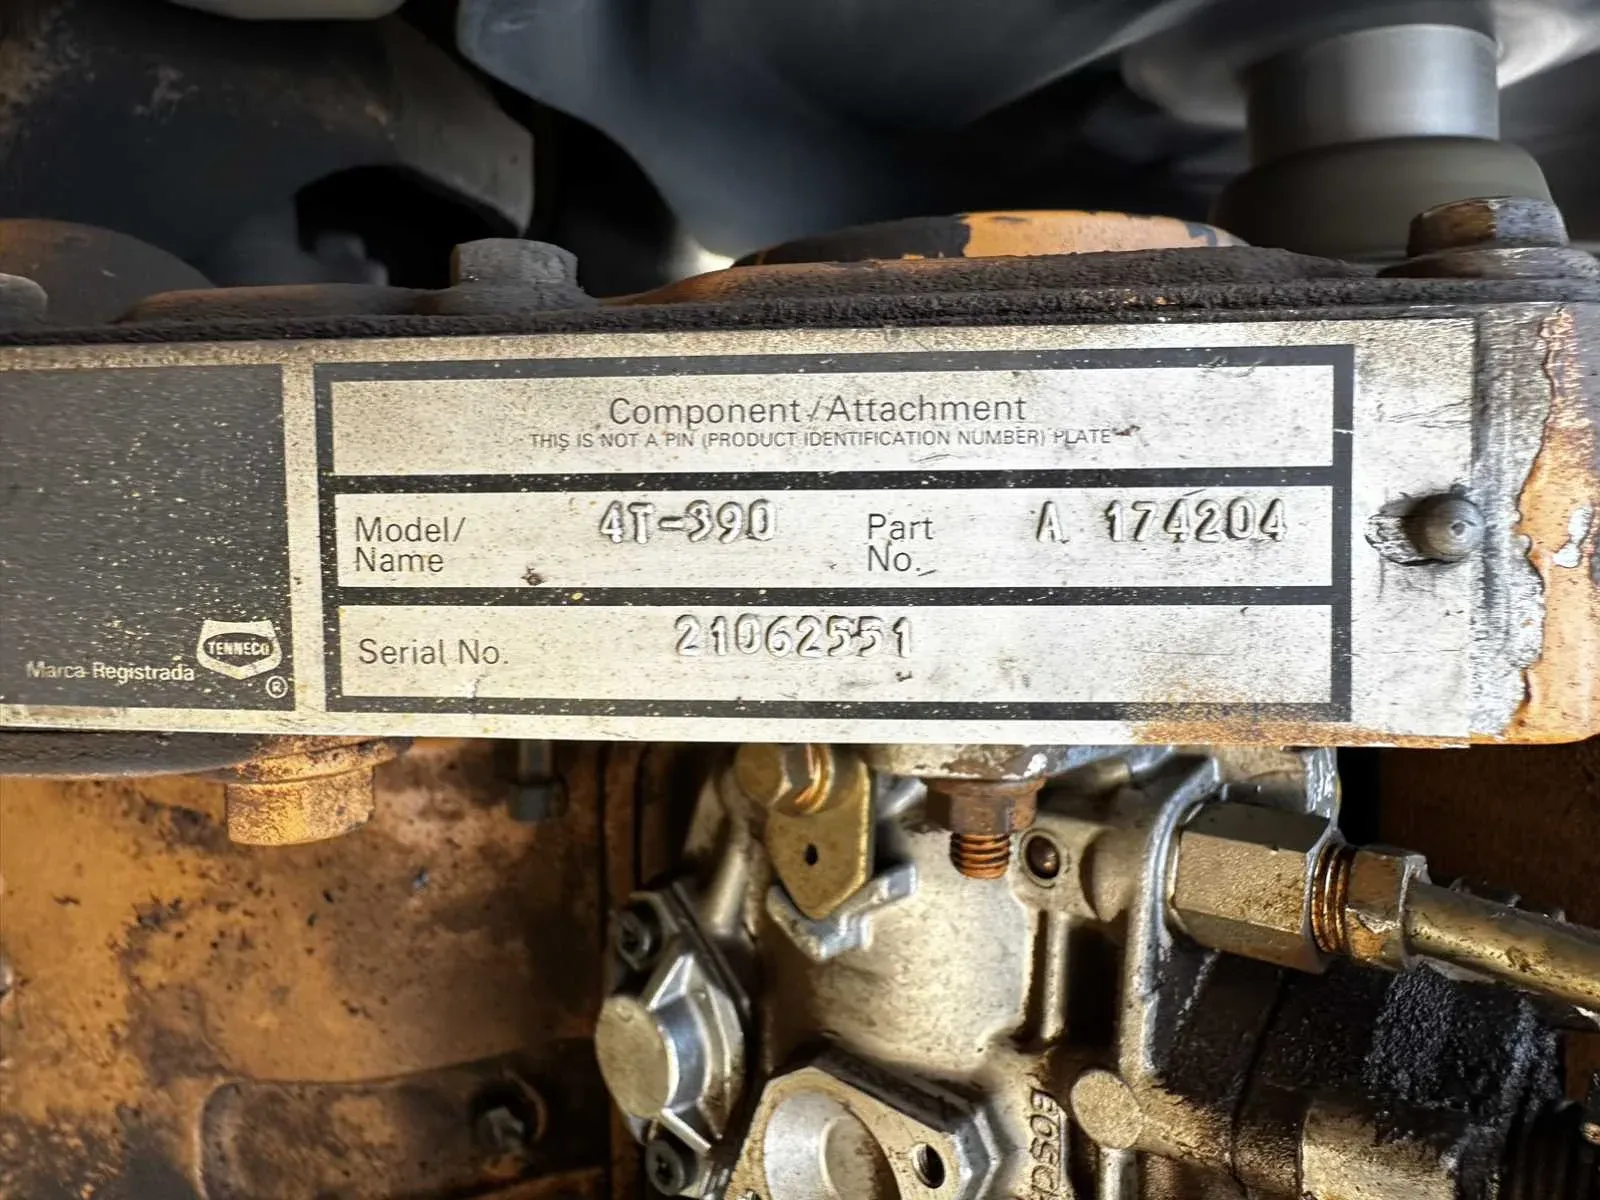 Component/Attachment
THIS IS NOT A PIN (PRODUCT IDENTIFICATION NUMBER) PLATE
Model/
Name
4T-390
Part
No.
A 174204
Serial No.
21062551
TENNECO
Marca Registrada
®
BOSCH